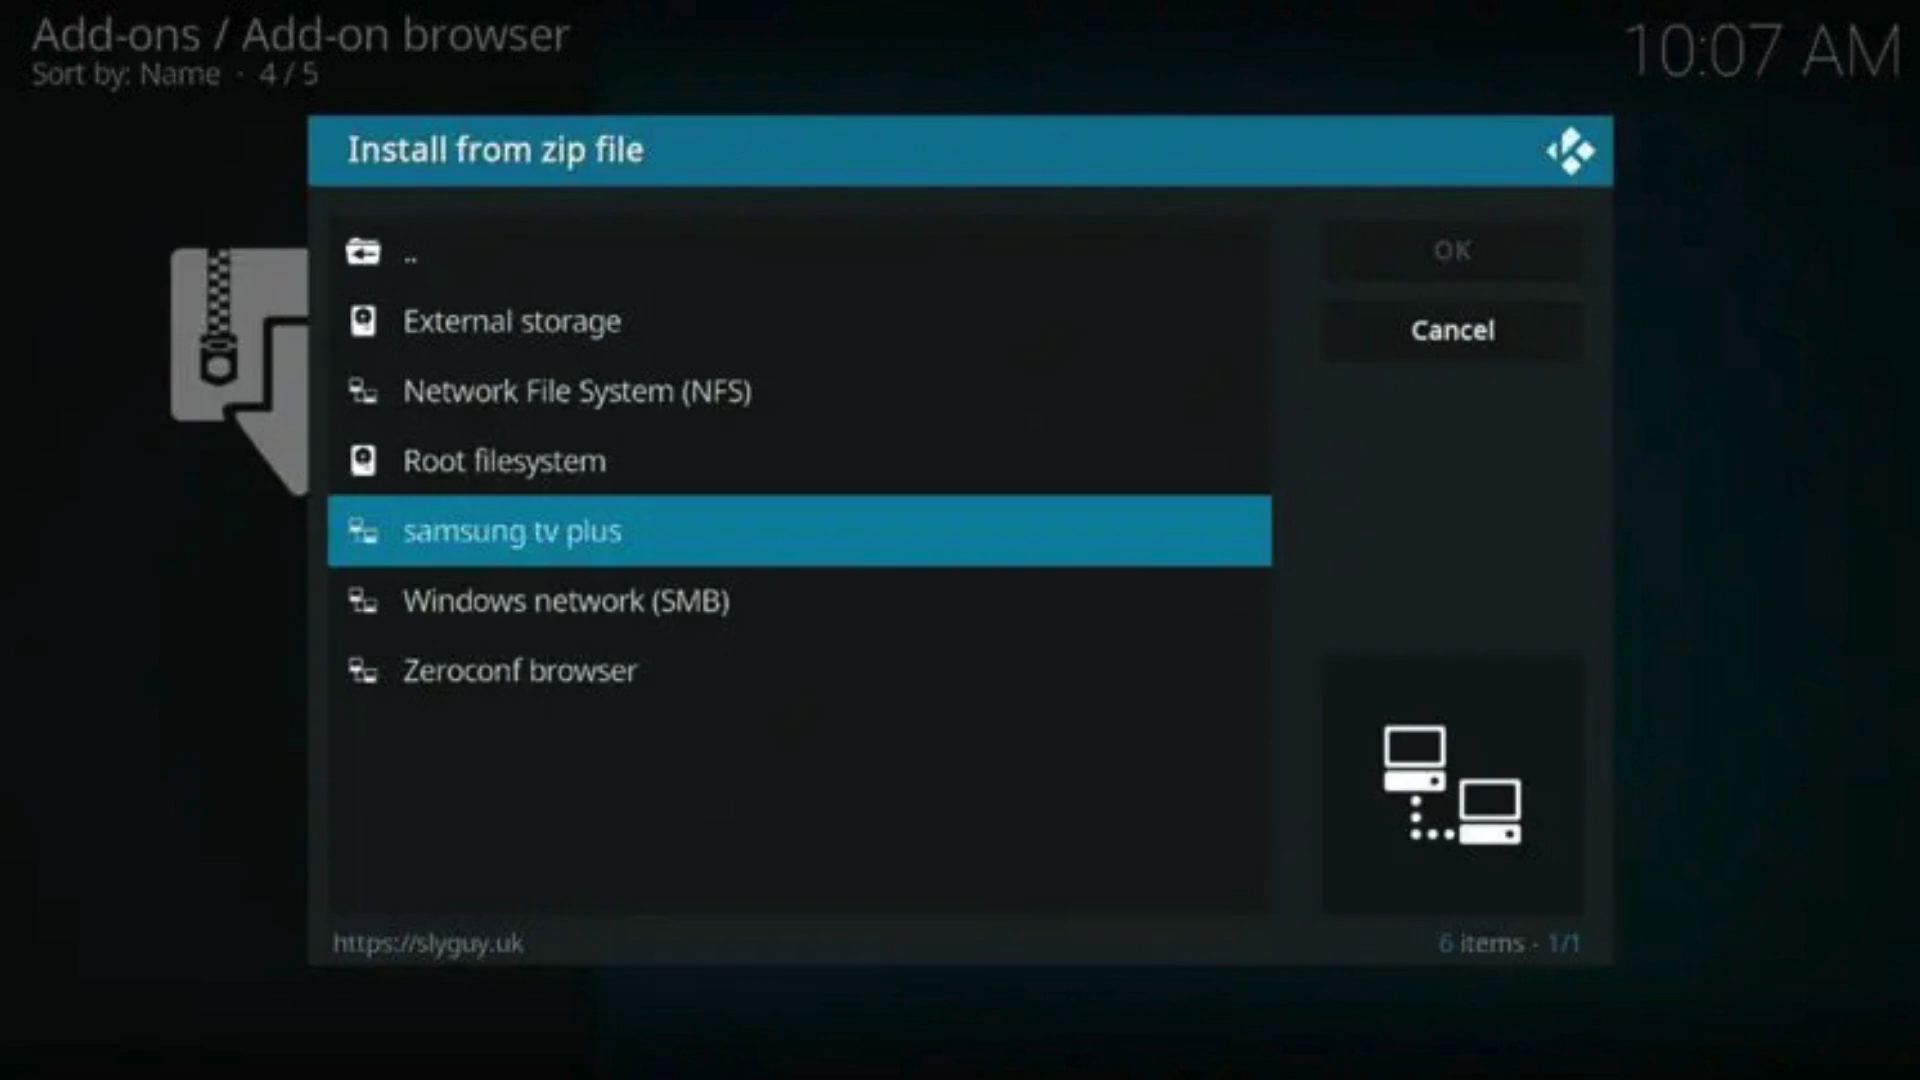 Add-ons / Add-on browser
Sort by: Name · 4 / 5
10:07 AM
Install from zip file
..
External storage
Network File System (NFS)
Root filesystem
samsung tv plus
Windows network (SMB)
Zeroconf browser
OK
Cancel
https://slyguy.uk
6 items - 1/1